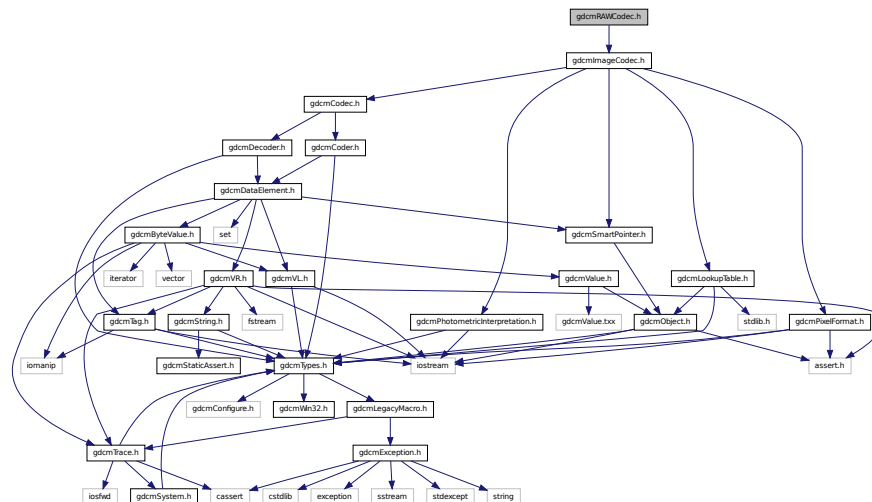 gdcmRAWCodec.h
gdcmImageCodec.h
gdcmCodec.h
gdcmDecoder.h
gdcmCoder.h
gdcmDataElement.h
gdcmByteValue.h
set
gdcmSmartPointer.h
iterator
vector
gdcmVR.h
gdcmVL.h
gdcmValue.h
gdcmLookupTable.h
gdcmTag.h
gdcmString.h
fstream
gdcmPhotometricInterpretation.h
gdcmValue.txx
gdcmObject.h
stdlib.h
gdcmPixelFormat.h
iomanip
gdcmStaticAssert.h
gdcmTypes.h
iostream
assert.h
gdcmConfigure.h
gdcmWin32.h
gdcmLegacyMacro.h
gdcmTrace.h
gdcmException.h
iosfwd
gdcmSystem.h
cassert
cstdlib
exception
sstream
stdexcept
string